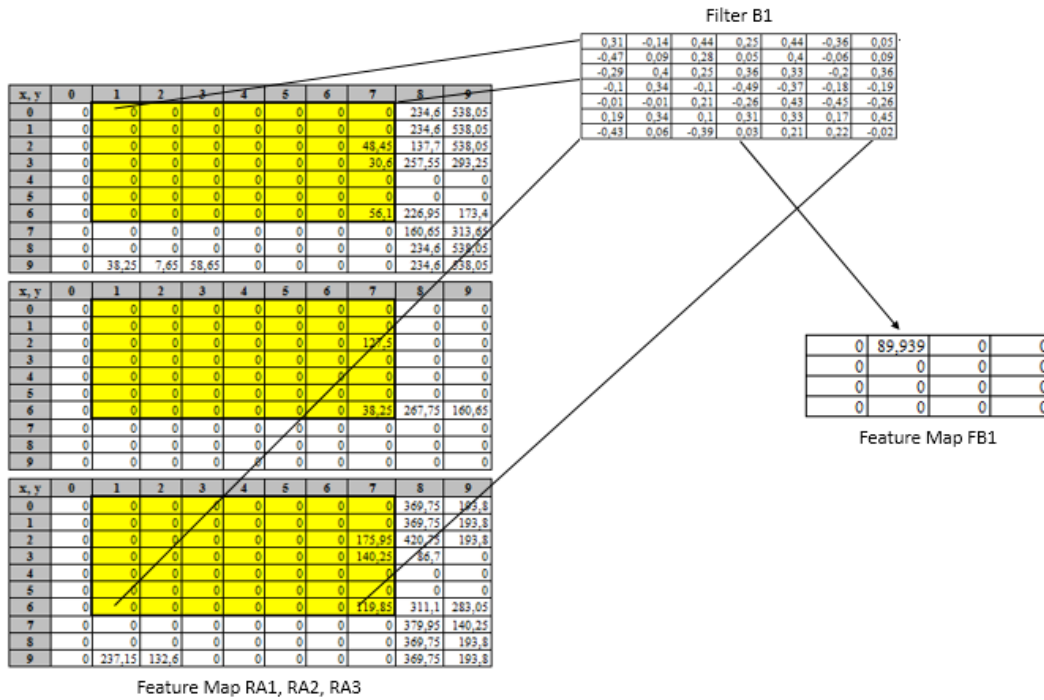 Filter B1
0,31 -0,14 0,44 0,25 0,44 -0,36 0,05
-0,47 0,09 0,28 0,05 0,4 -0,06 0,09
-0,29 0,4 0,25 0,36 0,33 -0,2 0,36
-0,1 0,34 -0,1 -0,49 -0,37 -0,18 -0,19
-0,01 -0,01 0,21 -0,26 0,43 -0,45 -0,26
0,19 0,34 0,1 0,31 0,33 0,17 0,45
-0,43 0,06 -0,39 0,03 0,21 0,22 -0,02
x, y 0 1 2 3 4 5 6 7 8 9
0 0 0 0 0 0 0 0 0 234,6 538,05
1 0 0 0 0 0 0 0 0 234,6 538,05
2 0 0 0 0 0 0 0 48,45 137,7 538,05
3 0 0 0 0 0 0 0 30,6 257,55 293,25
4 0 0 0 0 0 0 0 0 0 0
5 0 0 0 0 0 0 0 0 0 0
6 0 0 0 0 0 0 0 56,1 226,95 173,4
7 0 0 0 0 0 0 0 0 160,65 313,65
8 0 0 0 0 0 0 0 0 234,6 538,05
9 0 38,25 7,65 58,65 0 0 0 0 234,6 538,05
x, y 0 1 2 3 4 5 6 7 8 9
0 0 0 0 0 0 0 0 0 0 0
1 0 0 0 0 0 0 0 0 0 0
2 0 0 0 0 0 0 0 127,5 0 0
3 0 0 0 0 0 0 0 0 0 0
4 0 0 0 0 0 0 0 0 0 0
5 0 0 0 0 0 0 0 0 0 0
6 0 0 0 0 0 0 0 38,25 267,75 160,65
7 0 0 0 0 0 0 0 0 0 0
8 0 0 0 0 0 0 0 0 0 0
9 0 0 0 0 0 0 0 0 0 0
x, y 0 1 2 3 4 5 6 7 8 9
0 0 0 0 0 0 0 0 0 369,75 193,8
1 0 0 0 0 0 0 0 0 369,75 193,8
2 0 0 0 0 0 0 0 175,95 420,75 193,8
3 0 0 0 0 0 0 0 140,25 86,7 0
4 0 0 0 0 0 0 0 0 0 0
5 0 0 0 0 0 0 0 0 0 0
6 0 0 0 0 0 0 0 119,85 311,1 283,05
7 0 0 0 0 0 0 0 0 379,95 140,25
8 0 0 0 0 0 0 0 0 369,75 193,8
9 0 237,15 132,6 0 0 0 0 0 369,75 193,8
Feature Map RA1, RA2, RA3
0 89,939 0 0
0 0 0 0
0 0 0 0
0 0 0 0
Feature Map FB1